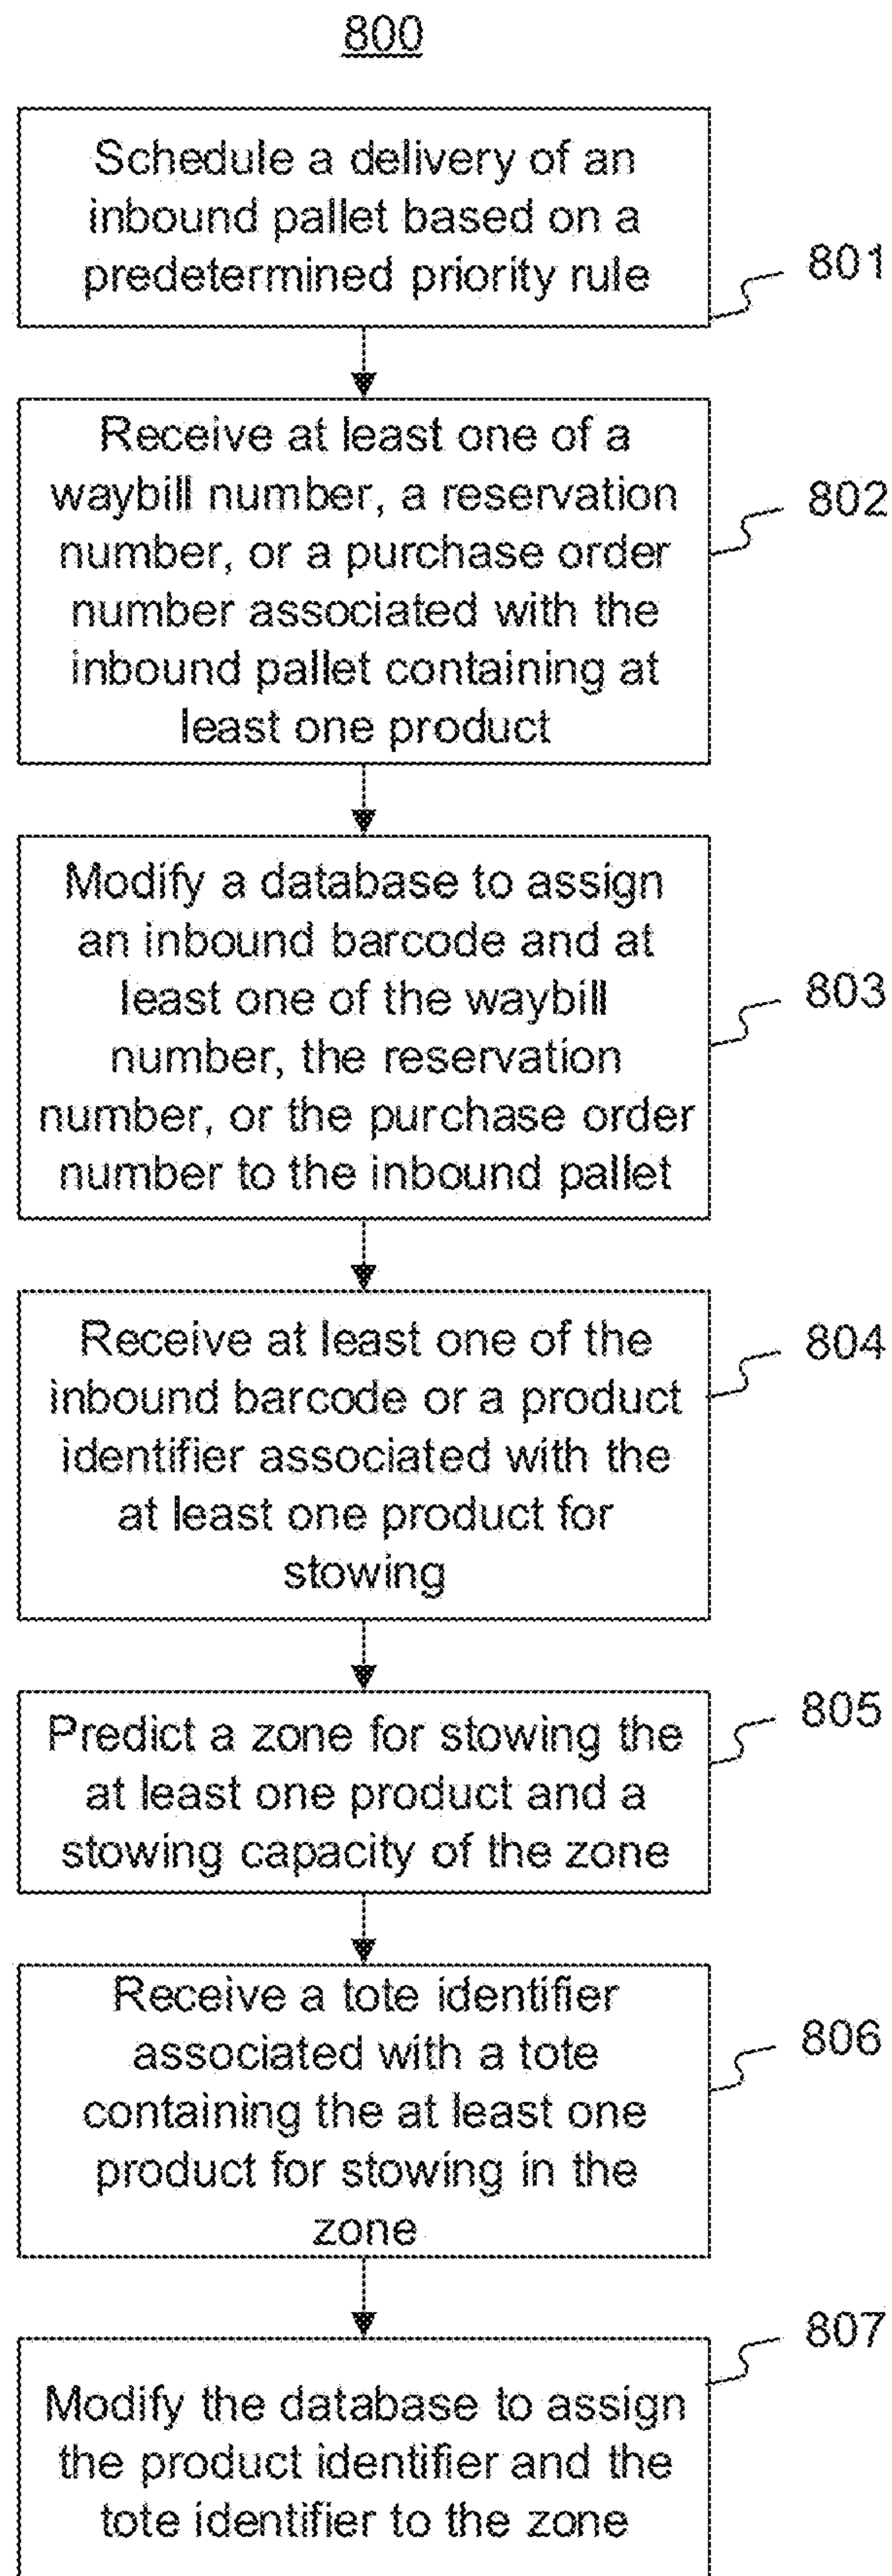 800
Schedule a delivery of an
inbound pallet based on a
predetermined priority rule
801
Receive at least one of a
waybill number, a reservation
number, or a purchase order
number associated with the
inbound pallet containing at
least one product
802
Modify a database to assign
an inbound barcode and at
least one of the waybill
number, the reservation
number, or the purchase order
number to the inbound pallet
803
Receive at least one of the
inbound barcode or a product
identifier associated with the
at least one product for
stowing
804
Predict a zone for stowing the
at least one product and a
stowing capacity of the zone
805
Receive a tote identifier
associated with a tote
containing the at least one
product for stowing in the
zone
806
Modify the database to assign
the product identifier and the
tote identifier to the zone
807